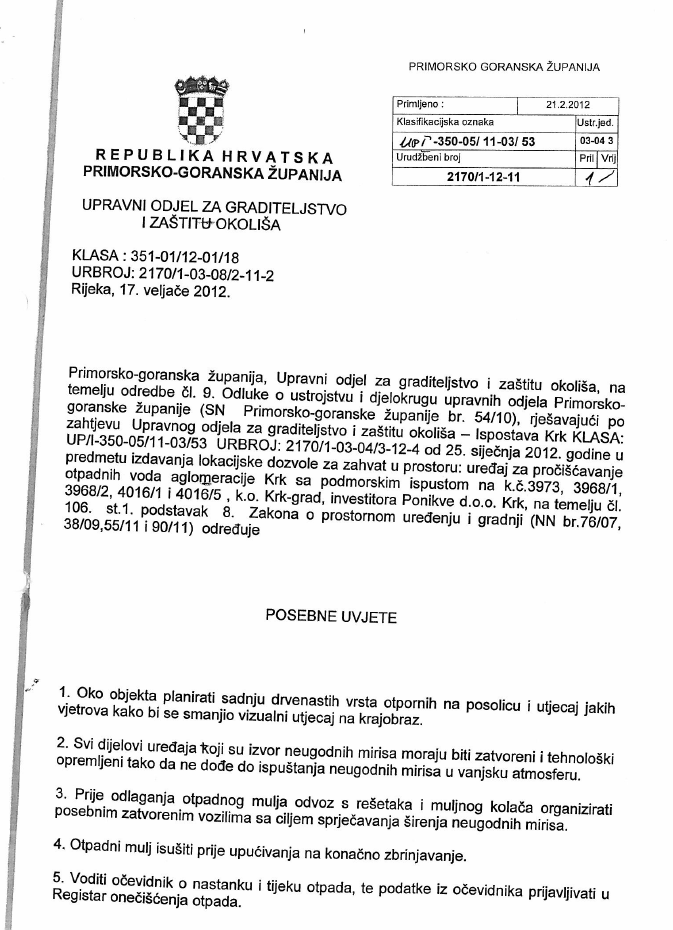 PRIMORSKO GORANSKA ŽUPANIJA
Primljeno : 21.2.2012
Klasifikacijska oznaka Ustr.jed.
UP/I-350-05/ 11-03/ 53 03-04 3
Urudžbeni broj Pril Vrij
2170/1-12-11 1 /
REPUBLIKA HRVATSKA
PRIMORSKO-GORANSKA ŽUPANIJA
UPRAVNI ODJEL ZA GRADITELJSTVO
I ZAŠTITU OKOLIŠA
KLASA : 351-01/12-01/18
URBROJ: 2170/1-03-08/2-11-2
Rijeka, 17. veljače 2012.
Primorsko-goranska županija, Upravni odjel za graditeljstvo i zaštitu okoliša, na
temelju odredbe čl. 9. Odluke o ustrojstvu i djelokrugu upravnih odjela Primorsko-
goranske županije (SN Primorsko-goranske županije br. 54/10), rješavajući po
zahtjevu Upravnog odjela za graditeljstvo i zaštitu okoliša – Ispostava Krk KLASA:
UP/I-350-05/11-03/53 URBROJ: 2170/1-03-04/3-12-4 od 25. siječnja 2012. godine u
predmetu izdavanja lokacijske dozvole za zahvat u prostoru: uređaj za pročišćavanje
otpadnih voda aglomeracije Krk sa podmorskim ispustom na k.č.3973, 3968/1,
3968/2, 4016/1 i 4016/5 , k.o. Krk-grad, investitora Ponikve d.o.o. Krk, na temelju čl.
106. st.1. podstavak 8. Zakona o prostornom uređenju i gradnji (NN br.76/07,
38/09,55/11 i 90/11) određuje
POSEBNE UVJETE
1. Oko objekta planirati sadnju drvenastih vrsta otpornih na posolicu i utjecaj jakih
vjetrova kako bi se smanjio vizualni utjecaj na krajobraz.
2. Svi dijelovi uređaja koji su izvor neugodnih mirisa moraju biti zatvoreni i tehnološki
opremljeni tako da ne dođe do ispuštanja neugodnih mirisa u vanjsku atmosferu.
3. Prije odlaganja otpadnog mulja odvoz s rešetaka i muljnog kolača organizirati
posebnim zatvorenim vozilima sa ciljem sprječavanja širenja neugodnih mirisa.
4. Otpadni mulj isušiti prije upućivanja na konačno zbrinjavanje.
5. Voditi očevidnik o nastanku i tijeku otpada, te podatke iz očevidnika prijavljivati u
Registar onečišćenja otpada.